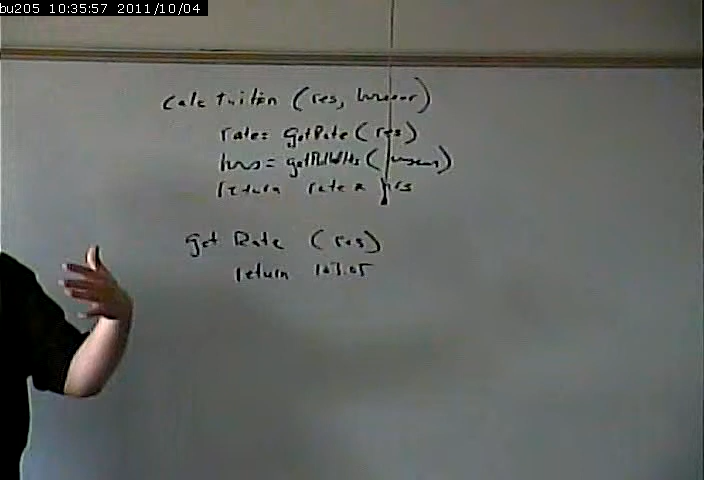 bu205 10:35:57 2011/10/04
Calc Tuition (res,
rate= getRate (res)
hrs =
return rate * hrs
get Rate (res)
return